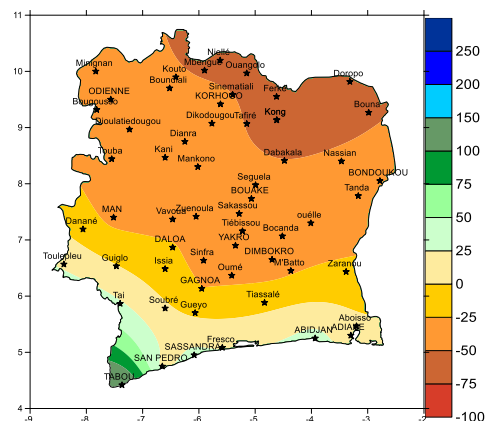 11
10
9
8
7
6
5
4
-9
-8
-7
-6
-5
-4
-3
-2
250
200
150
100
75
50
25
0
-25
-50
-75
-100
Niellé
Minignan
Mbengué
Ouangolo
Kouto
Doropo
Boundiali
Sinematiali
Ferké
ODIENNE
KORHOGO
Bougousso
Bouna
Dikodougou
Tafiré
Kong
Dioulatiedougou
Dianra
Touba
Kani
Mankono
Dabakala
Nassian
Seguela
BONDOUKOU
BOUAKE
Tanda
MAN
Vavoua
Zuenoula
Sakassou
ouélle
Danané
Tiébissou
Bocanda
DALOA
YAKRO
Toulepleu
Guiglo
Issia
Sinfra
DIMBOKRO
M'Batto
Zaranou
Oumé
GAGNOA
Tai
Soubré
Gueyo
Tiassalé
Aboisso
ADIAKE
ABIDJAN
Fresco
SASSANDRA
SAN PEDRO
TABOU